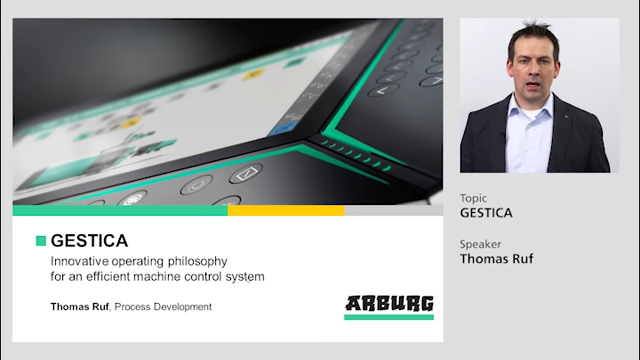 GESTICA
Innovative operating philosophy
for an efficient machine control system
Thomas Ruf, Process Development
ARBURG
Topic
GESTICA
Speaker
Thomas Ruf